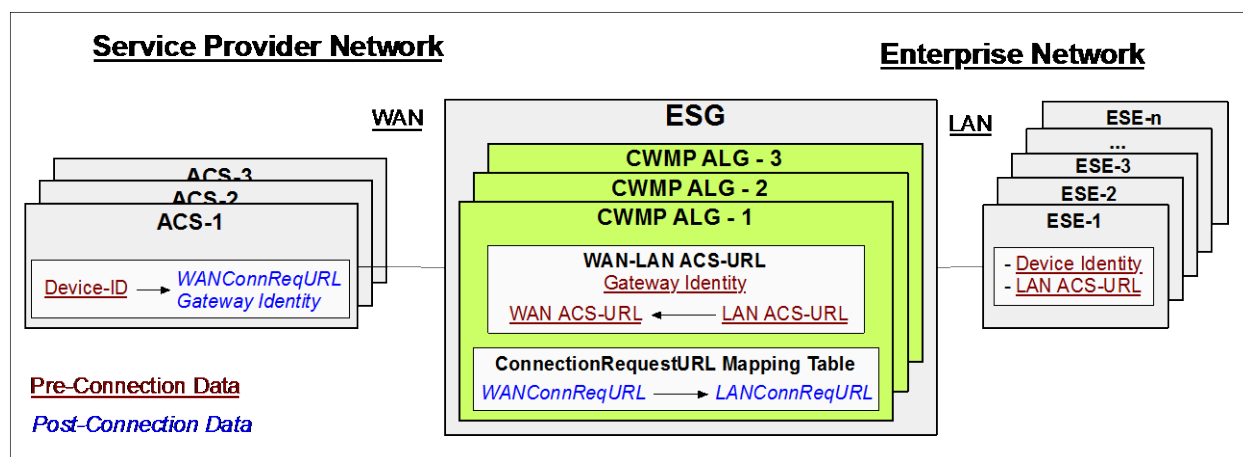 Service Provider Network
Enterprise Network
WAN
ESG
LAN
ESE-n
...
ESE-3
ESE-2
ESE-1
CWMP ALG - 3
CWMP ALG - 2
CWMP ALG - 1
ACS-3
ACS-2
ACS-1
Device-ID
WANConnReqURL
Gateway Identity
WAN-LAN ACS-URL
Gateway Identity
WAN ACS-URL
LAN ACS-URL
- Device Identity
- LAN ACS-URL
ConnectionRequestURL Mapping Table
WANConnReqURL
LANConnReqURL
Pre-Connection Data
Post-Connection Data